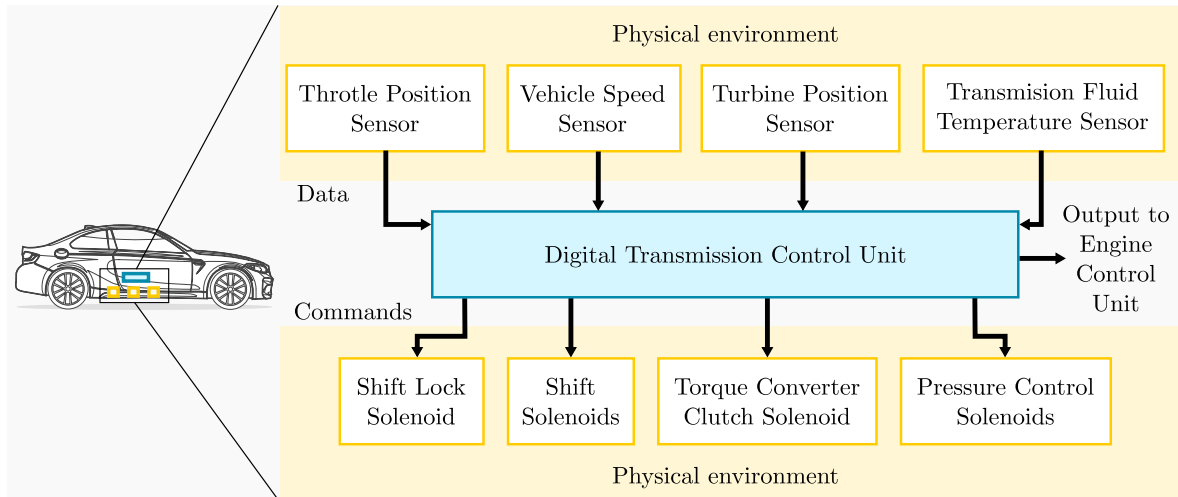 Physical environment
Throtle Position
Sensor
Vehicle Speed
Sensor
Turbine Position
Sensor
Transmision Fluid
Temperature Sensor
Data
Digital Transmission Control Unit
Output to
Engine
Control
Unit
Commands
Shift Lock
Solenoid
Shift
Solenoids
Torque Converter
Clutch Solenoid
Pressure Control
Solenoids
Physical environment